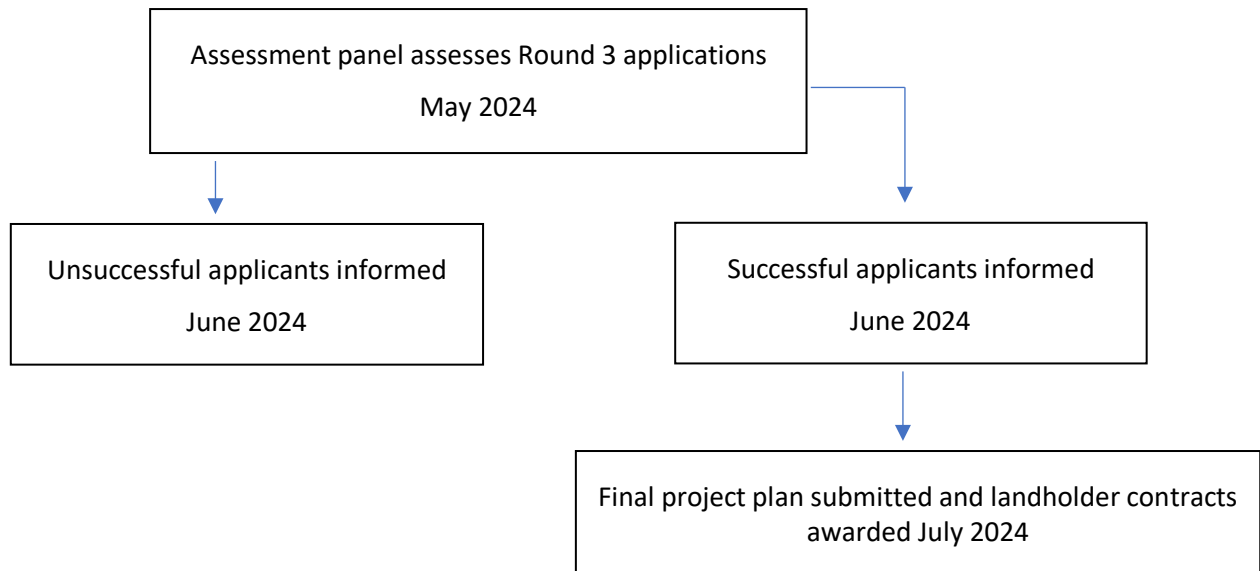 Assessment panel assesses Round 3 applications
May 2024
Unsuccessful applicants informed
June 2024
Successful applicants informed
June 2024
Final project plan submitted and landholder contracts
awarded July 2024